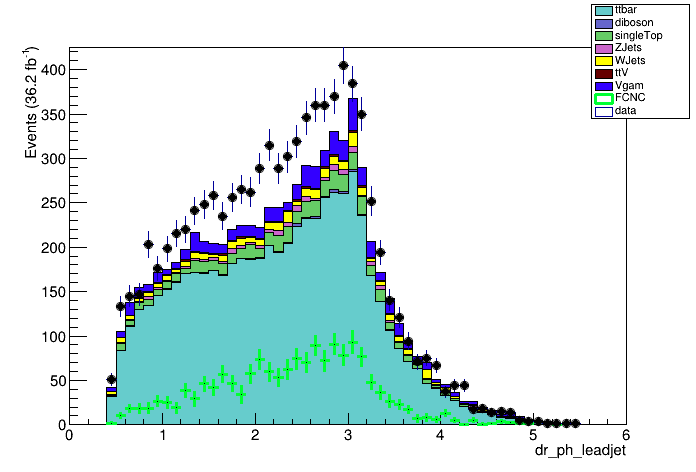 ttbar
diboson
singleTop
ZJets
WJets
ttV
Vgam
FCNC
data
Events (36.2 fb⁻¹)
400
350
300
250
200
150
100
50
0
0 1 2 3 4 5 6
dr_ph_leadjet